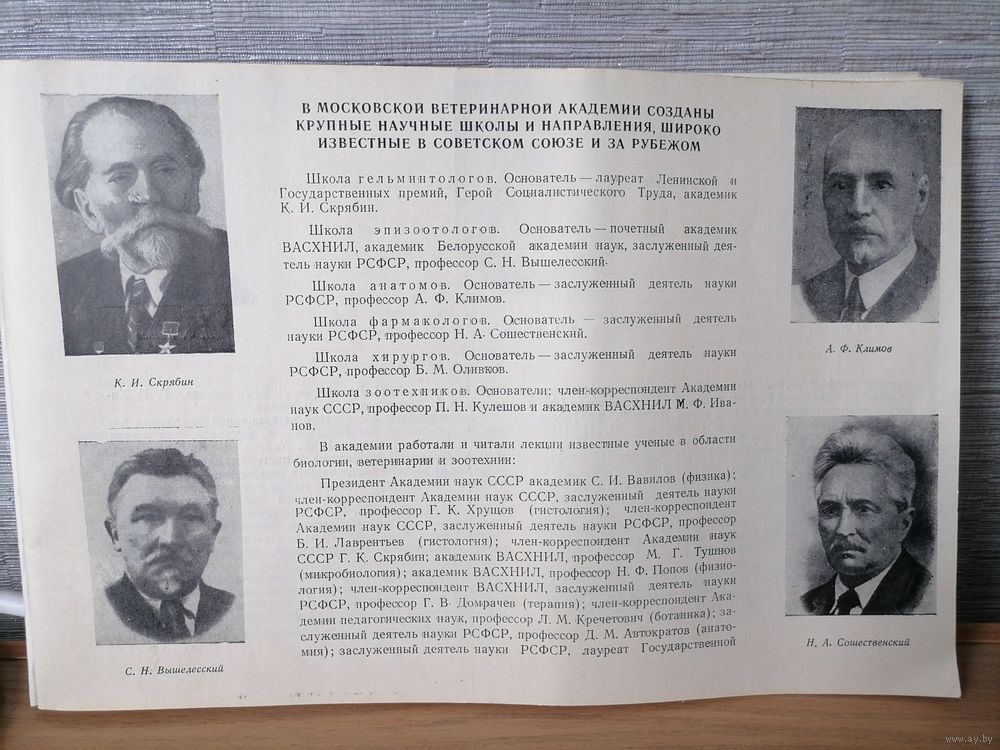 В МОСКОВСКОЙ ВЕТЕРИНАРНОЙ АКАДЕМИИ СОЗДАНЫ
КРУПНЫЕ НАУЧНЫЕ ШКОЛЫ И НАПРАВЛЕНИЯ, ШИРОКО
ИЗВЕСТНЫЕ В СОВЕТСКОМ СОЮЗЕ И ЗА РУБЕЖОМ
Школа гельминтологов. Основатель — лауреат Ленинской и
Государственных премий, Герой Социалистического Труда, академик
К. И. Скрябин.
Школа эпизоотологов. Основатель — почетный академик
ВАСХНИЛ, академик Белорусской академии наук, заслуженный дея-
тель науки РСФСР, профессор С. Н. Вышелесский.
Школа анатомов. Основатель — заслуженный деятель науки
РСФСР, профессор А. Ф. Климов.
Школа фармакологов. Основатель — заслуженный деятель
науки РСФСР, профессор Н. А. Сошественский.
Школа хирургов. Основатель — заслуженный деятель науки
РСФСР, профессор Б. М. Оливков.
Школа зоотехников. Основатели: член-корреспондент Академии
наук СССР, профессор П. Н. Кулешов и академик ВАСХНИЛ М. Ф. Ива-
нов.
В академии работали и читали лекции известные ученые в области
биологии, ветеринарии и зоотехнии:
Президент Академии наук СССР академик С. И. Вавилов (физика);
член-корреспондент Академии наук СССР, заслуженный деятель науки
РСФСР, профессор Г. К. Хрущов (гистология); член-корреспондент
Академии наук СССР, заслуженный деятель науки РСФСР, профессор
Б. И. Лаврентьев (гистология); член-корреспондент Академии наук
СССР Г. К. Скрябин; академик ВАСХНИЛ, профессор М. Г. Тушнов
(микробиология); академик ВАСХНИЛ, профессор Н. Ф. Попов (физио-
логия); член-корреспондент ВАСХНИЛ, заслуженный деятель науки
РСФСР, профессор Г. В. Домрачев (терапия); член-корреспондент Ака-
демии педагогических наук, профессор Л. М. Кречетович (ботаника); за-
служенный деятель науки РСФСР, профессор Д. М. Автократов (анато-
мия); заслуженный деятель науки РСФСР, лауреат Государственной
К. И. Скрябин
С. Н. Вышелесский
А. Ф. Климов
Н. А. Сошественский
www.ay.by